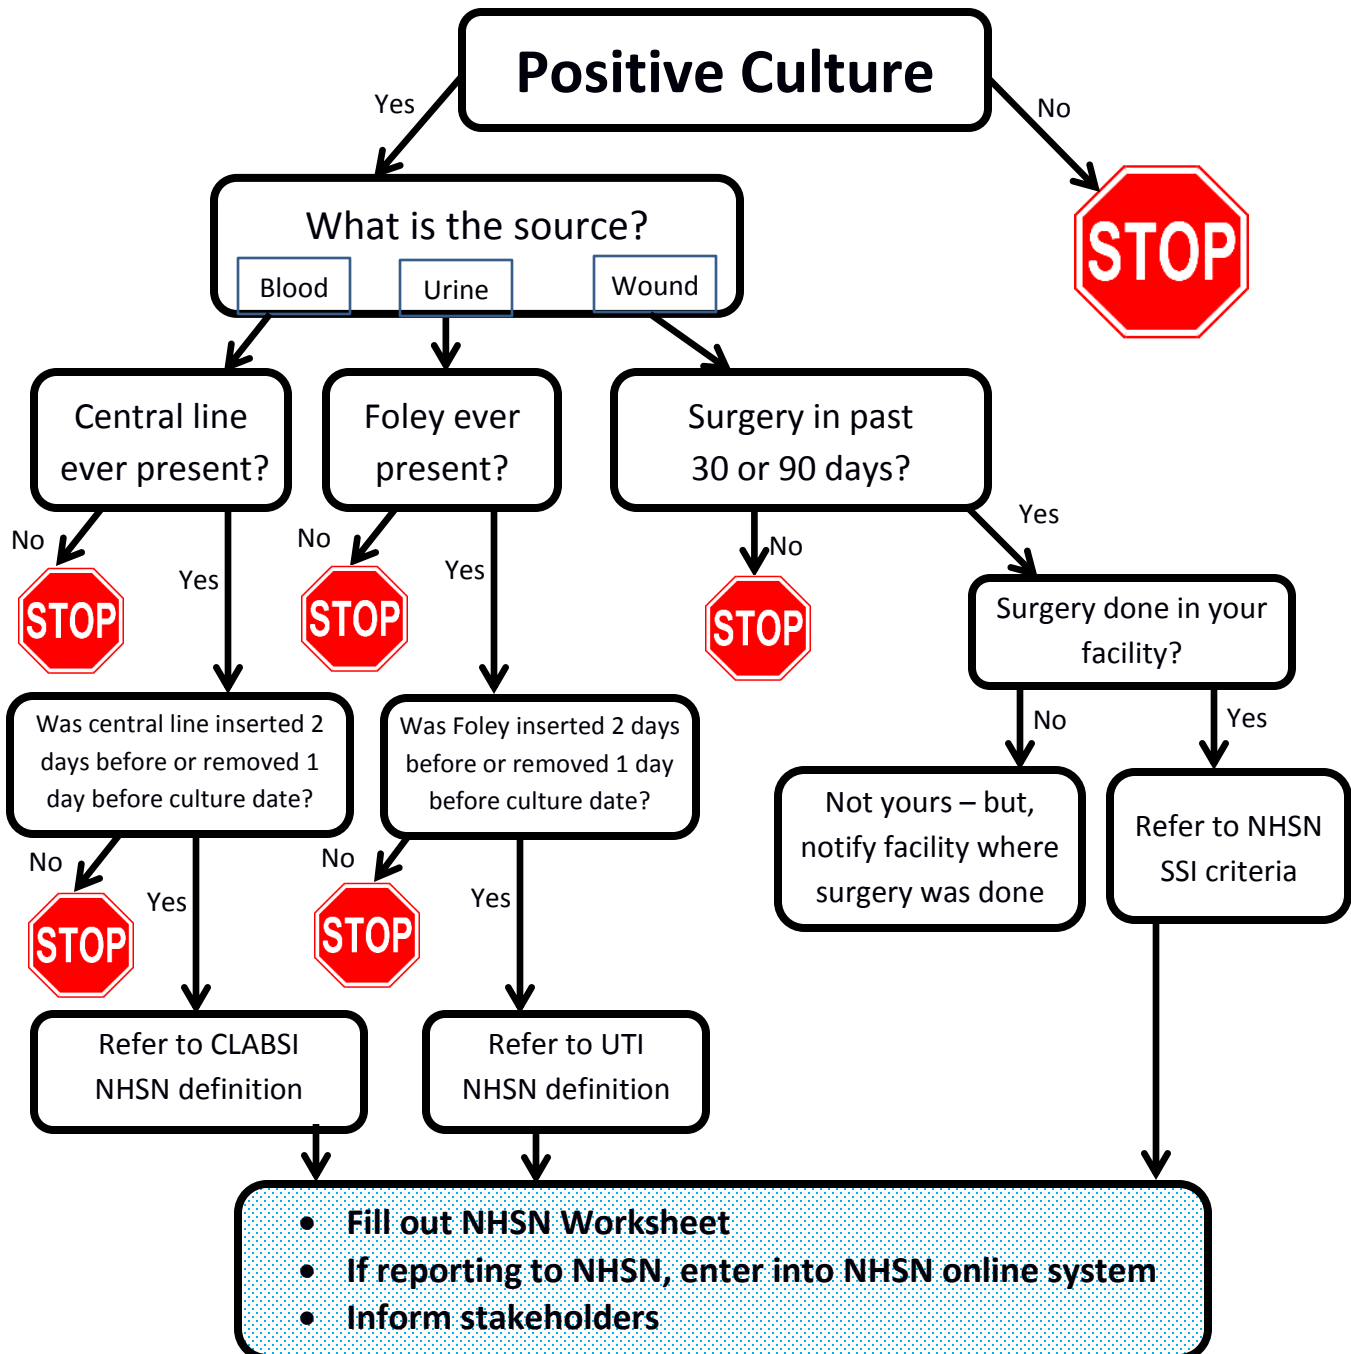 Positive Culture
Yes
No
STOP
What is the source?
Blood
Urine
Wound
Central line
ever present?
Foley ever
present?
Surgery in past
30 or 90 days?
No
Yes
STOP
No
Yes
STOP
No
STOP
Yes
Surgery done in your
facility?
Was central line inserted 2
days before or removed 1
day before culture date?
Was Foley inserted 2 days
before or removed 1 day
before culture date?
No
Yes
Not yours – but,
notify facility where
surgery was done
Refer to NHSN
SSI criteria
No
STOP
Yes
No
STOP
Yes
Refer to CLABSI
NHSN definition
Refer to UTI
NHSN definition
• Fill out NHSN Worksheet
• If reporting to NHSN, enter into NHSN online system
• Inform stakeholders